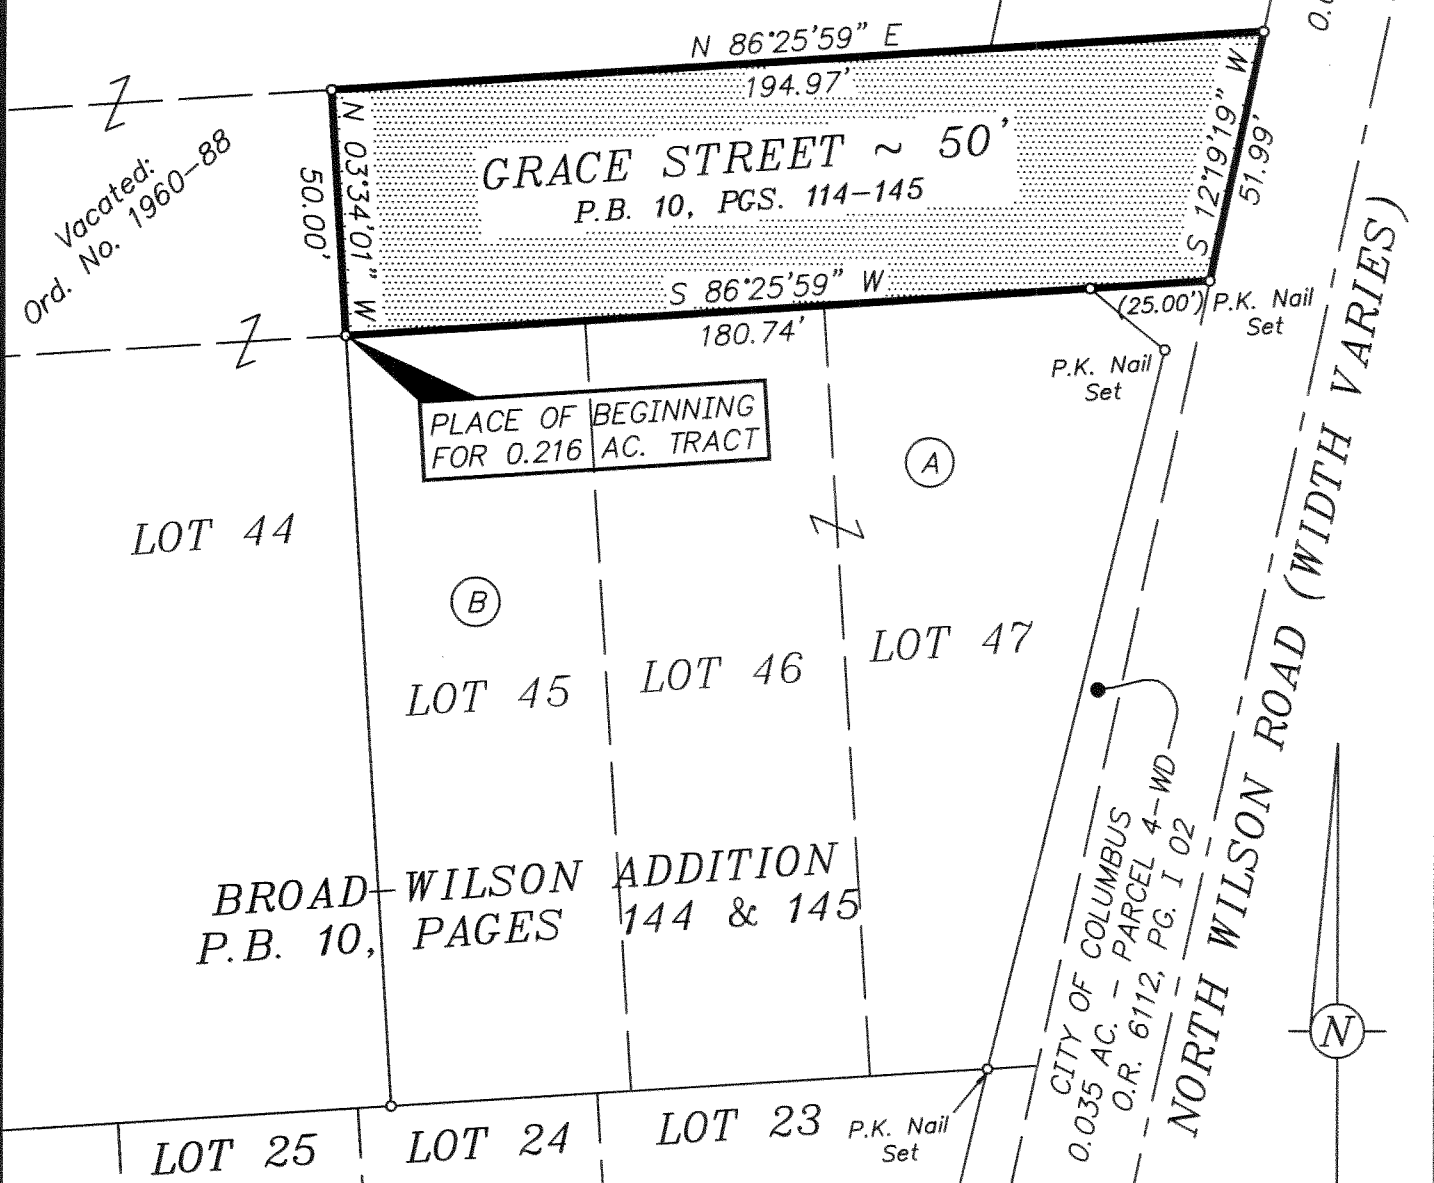 N 86°25'59" E
194.97'
0.0
Vacated:
Ord. No. 1960-88
50.00'
N 03°34'01" W
GRACE STREET ~ 50'
P.B. 10, PGS. 114-145
S 12°19'19" W
51.99'
S 86°25'59" W
180.74'
(25.00')
P.K. Nail
Set
P.K. Nail
Set
PLACE OF BEGINNING
FOR 0.216 AC. TRACT
A
LOT 44
B
LOT 45
LOT 46
LOT 47
NORTH WILSON ROAD (WIDTH VARIES)
BROAD-WILSON ADDITION
P.B. 10, PAGES 144 & 145
CITY OF COLUMBUS
0.035 AC. - PARCEL 4-WD
O.R. 6112, PG. I 02
N
LOT 25
LOT 24
LOT 23
P.K. Nail
Set